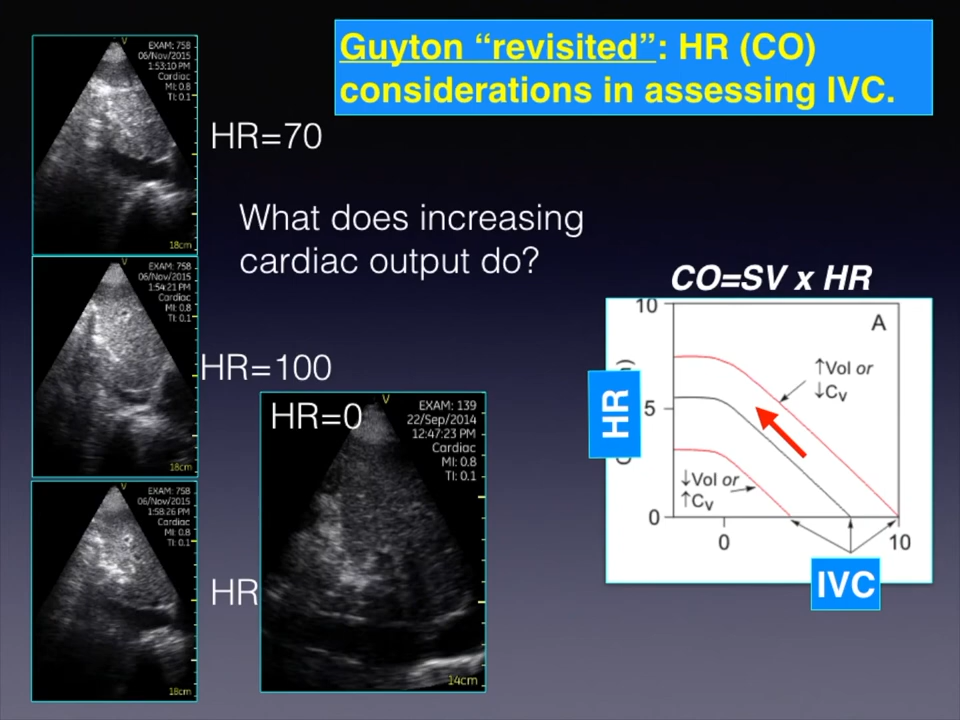 Guyton “revisited”: HR (CO)
considerations in assessing IVC.
V
EXAM: 758
06/Nov/2015
1:53:10 PM
Cardiac
MI: 0.8
TI: 0.1
18cm
HR=70
What does increasing
cardiac output do?
V
EXAM: 758
06/Nov/2015
1:54:21 PM
Cardiac
MI: 0.8
TI: 0.1
18cm
HR=100
V
EXAM: 758
06/Nov/2015
1:58:26 PM
Cardiac
MI: 0.8
TI: 0.1
18cm
HR
HR=0
V
EXAM: 139
22/Sep/2014
12:47:23 PM
Cardiac
MI: 0.8
TI: 0.1
14cm
CO=SV x HR
10
A
↑Vol or
↓Cv
HR
5
↓Vol or
↑Cv
0
0
10
IVC